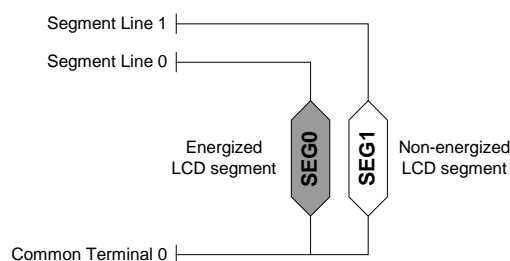 Segment Line 1
Segment Line 0
Energized
LCD segment
SEG0
SEG1
Non-energized
LCD segment
Common Terminal 0